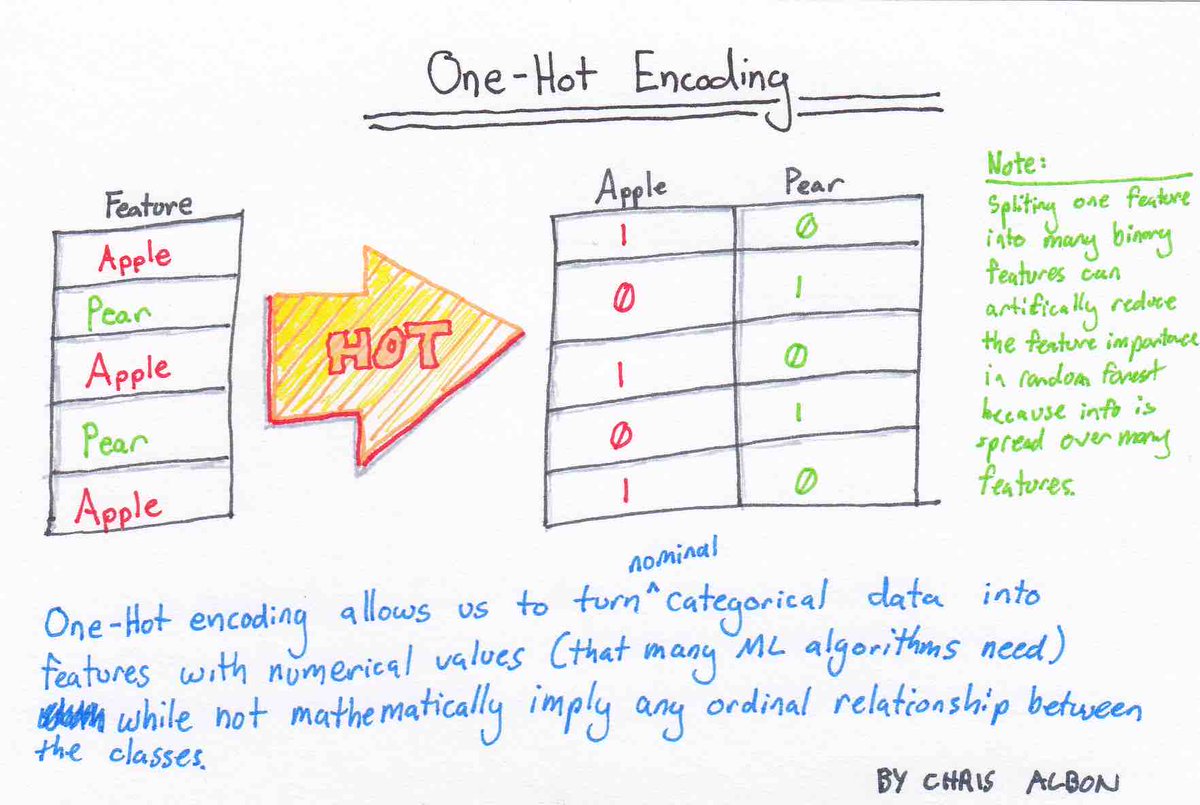 One-Hot Encoding
Feature
Apple
Pear
Apple
Pear
Apple
HOT
Apple Pear
1 0
0 1
1 0
0 1
1 0
Note:
Spliting one feature
into many binary
features can
artifically reduce
the feature importance
in random forest
because info is
spread over many
features.
nominal
One-Hot encoding allows us to turn ^ categorical data into
features with numerical values (that many ML algorithms need)
while not mathematically imply any ordinal relationship between
the classes.
BY CHRIS ALBON